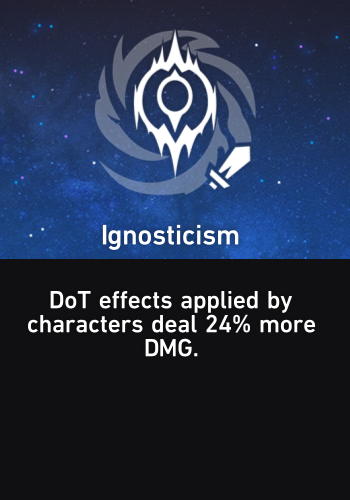 Ignosticism
DoT effects applied by
characters deal 24% more
DMG.